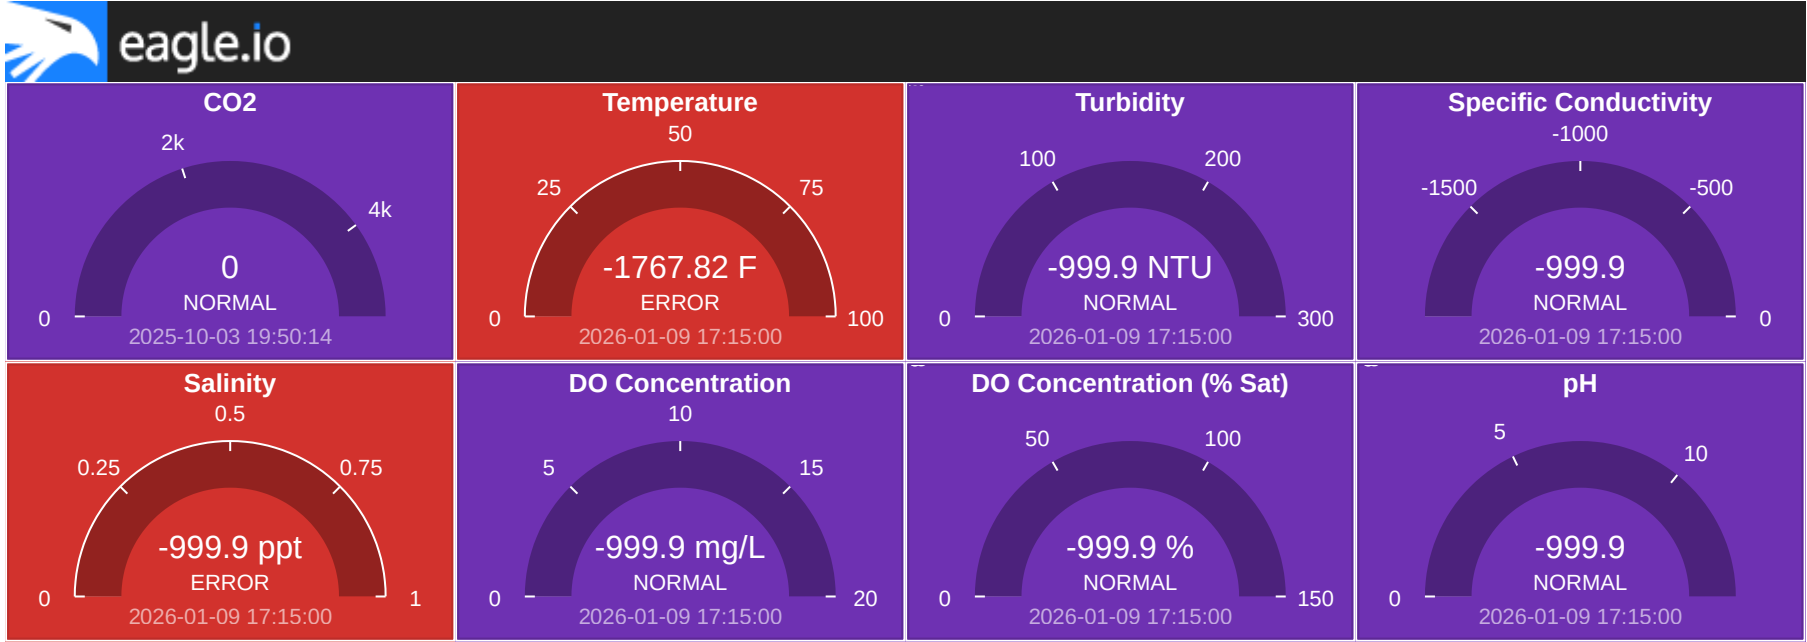 eagle.io
CO2
2k
4k
0
0
NORMAL
2025-10-03 19:50:14
Temperature
50
25
75
-1767.82 F
ERROR
0
100
2026-01-09 17:15:00
Turbidity
100
200
-999.9 NTU
NORMAL
0
300
2026-01-09 17:15:00
Specific Conductivity
-1000
-1500
-500
-999.9
NORMAL
0
2026-01-09 17:15:00
Salinity
0.5
0.25
0.75
-999.9 ppt
ERROR
0
1
2026-01-09 17:15:00
DO Concentration
10
5
15
-999.9 mg/L
NORMAL
0
20
2026-01-09 17:15:00
DO Concentration (% Sat)
50
100
-999.9 %
NORMAL
0
150
2026-01-09 17:15:00
pH
5
10
-999.9
NORMAL
0
2026-01-09 17:15:00